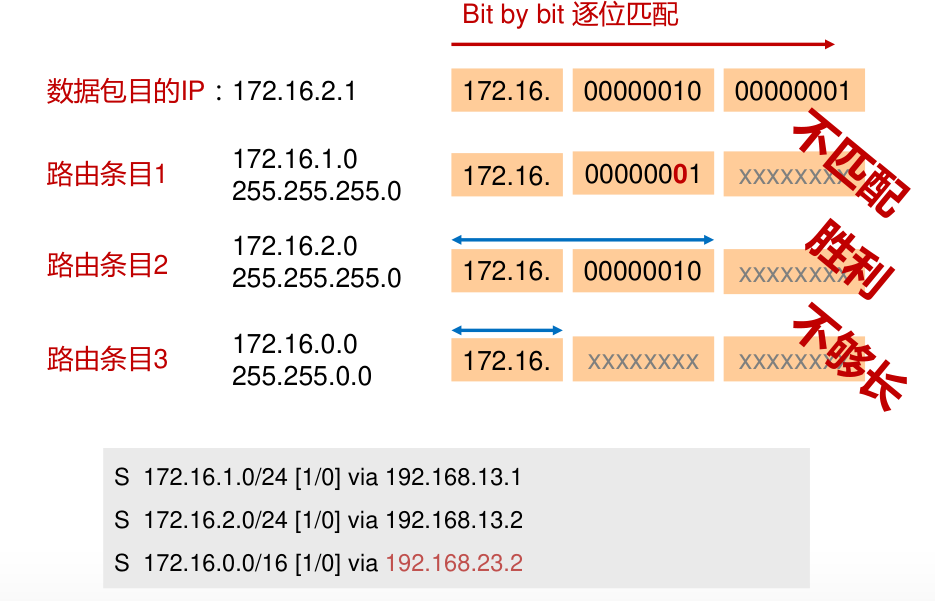 Bit by bit 逐位匹配
数据包目的IP：172.16.2.1 172.16. 00000010 00000001
路由条目1 172.16.1.0 255.255.255.0 172.16. 00000001 xxxxxxxx 不匹配
路由条目2 172.16.2.0 255.255.255.0 172.16. 00000010 xxxxxxxx 胜利
路由条目3 172.16.0.0 255.255.0.0 172.16. xxxxxxxx xxxxxxxx 不够长
S 172.16.1.0/24 [1/0] via 192.168.13.1
S 172.16.2.0/24 [1/0] via 192.168.13.2
S 172.16.0.0/16 [1/0] via 192.168.23.2